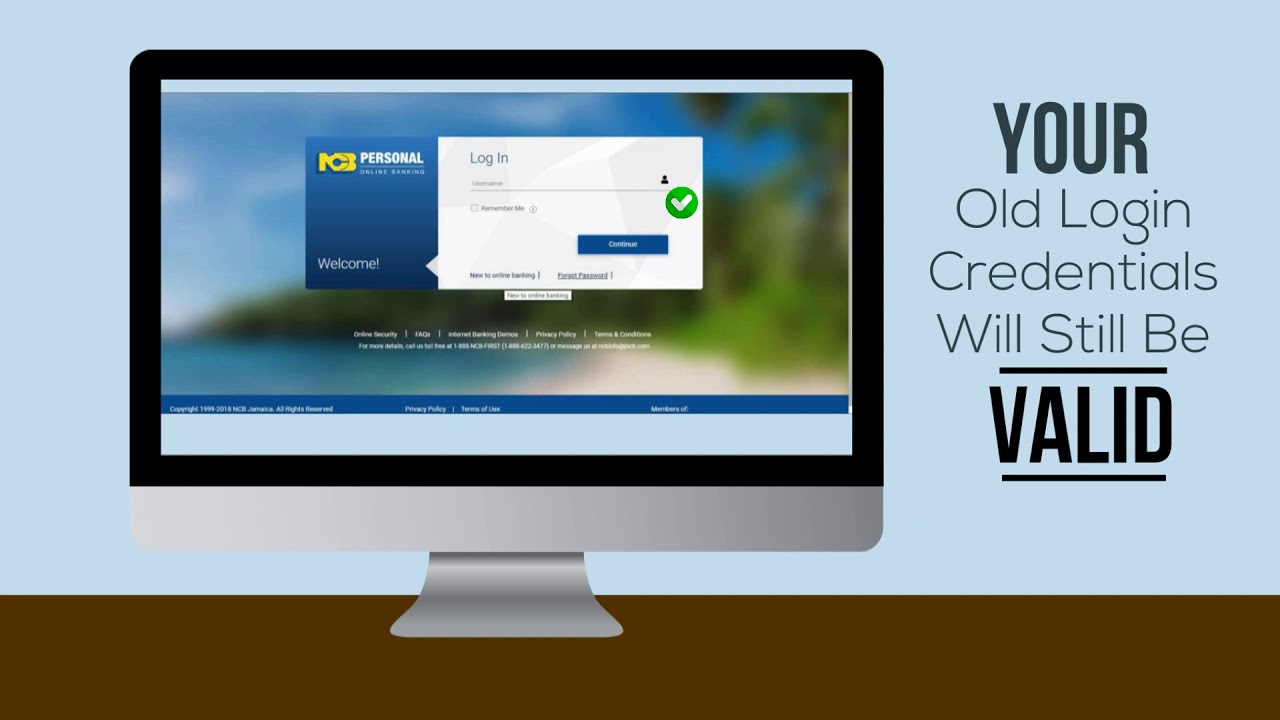 NCB PERSONAL
ONLINE BANKING
Welcome!
Log In
Username
Remember Me
Continue
New to online banking | Forgot Password |
New to online banking
Online Security | FAQs | Internet Banking Demos | Privacy Policy | Terms & Conditions
For more details, call us toll free at 1-888-NCB-FIRST (1-888-622-3477) or message us at ncbinfo@jncb.com
Copyright 1999-2018 NCB Jamaica. All Rights Reserved Privacy Policy | Terms of Use Members of:
YOUR
Old Login
Credentials
Will Still Be
VALID